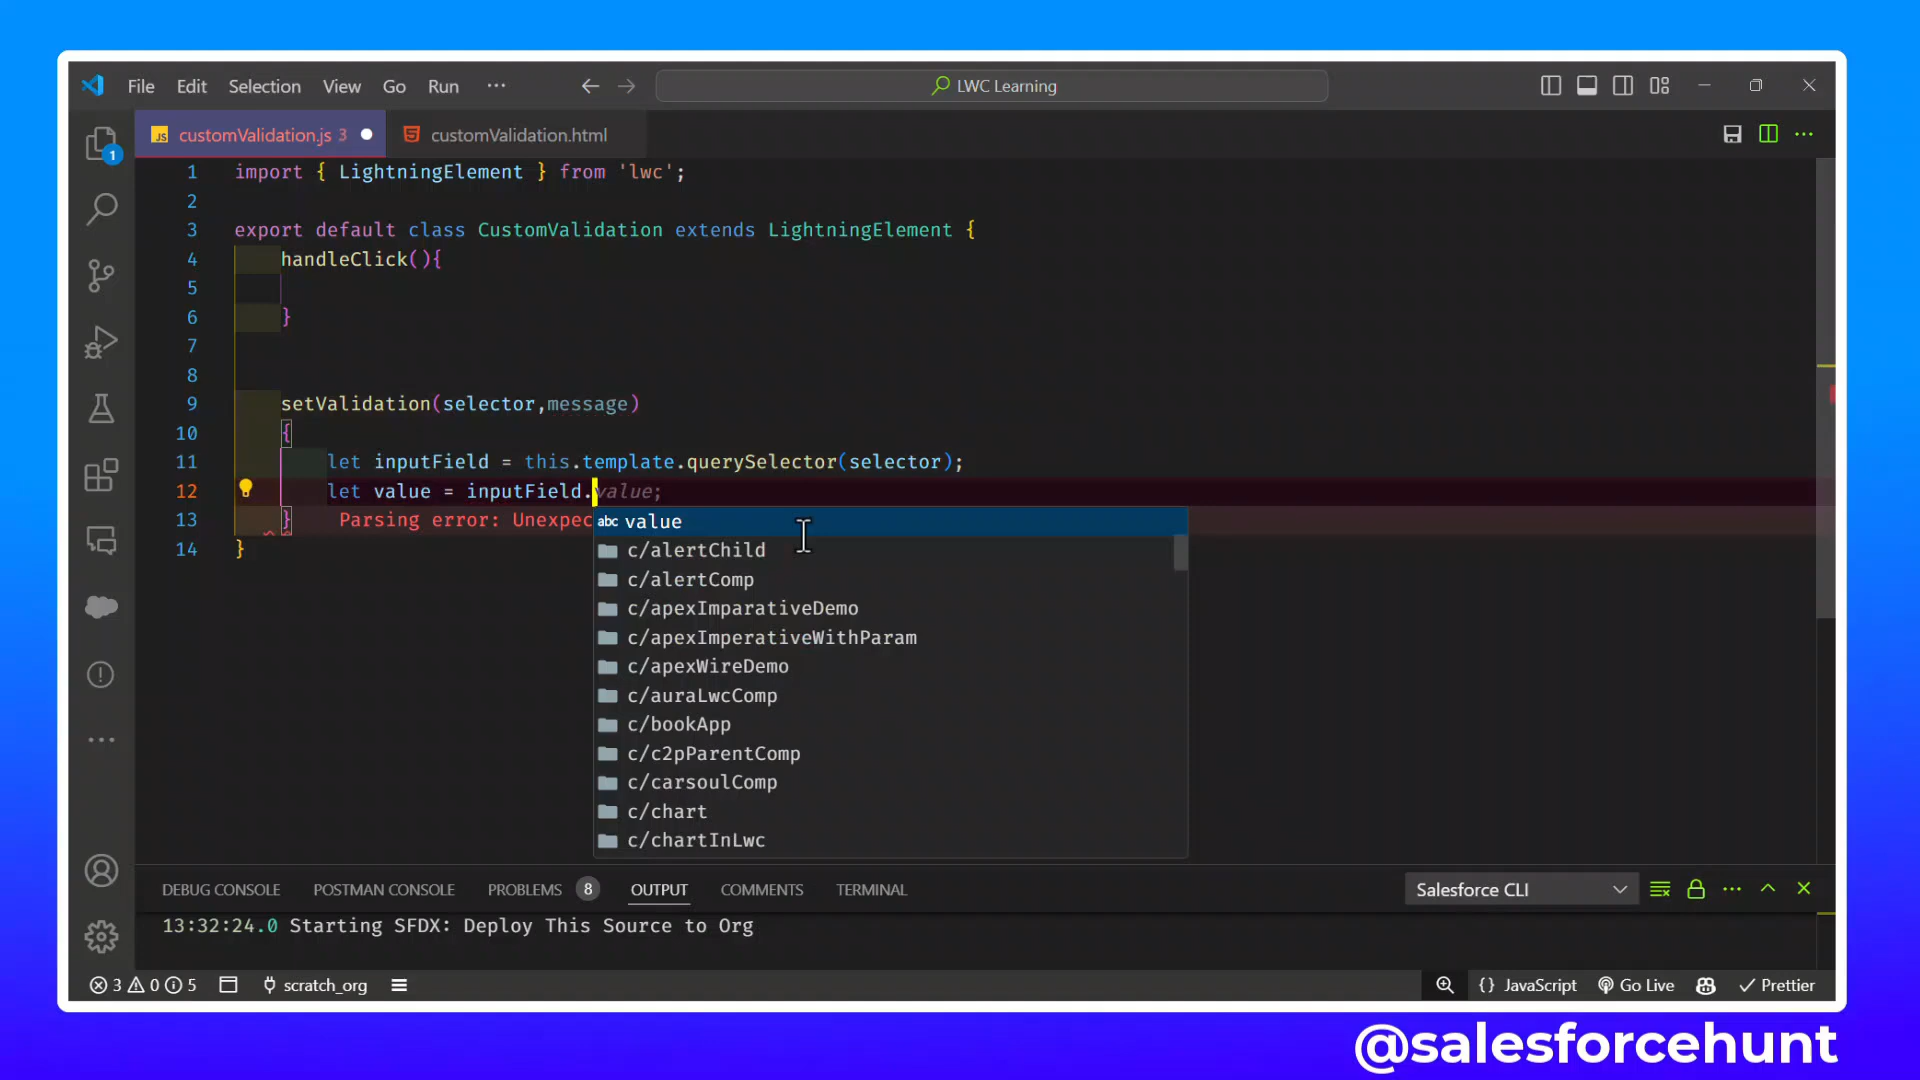 File Edit Selection View Go Run ··· LWC Learning
customValidation.js 3 customValidation.html
1 import { LightningElement } from 'lwc';
2
3 export default class CustomValidation extends LightningElement {
4 handleClick(){
5
6 }
7
8
9 setValidation(selector,message)
10 {
11 let inputField = this.template.querySelector(selector);
12 let value = inputField.value;
13 } Parsing error: Unexpec
14 }
abc value
c/alertChild
c/alertComp
c/apexImparativeDemo
c/apexImperativeWithParam
c/apexWireDemo
c/auraLwcComp
c/bookApp
c/c2pParentComp
c/carsoulComp
c/chart
c/chartInLwc
1
DEBUG CONSOLE POSTMAN CONSOLE PROBLEMS 8 OUTPUT COMMENTS TERMINAL Salesforce CLI
13:32:24.0 Starting SFDX: Deploy This Source to Org
3 0 5 scratch_org {} JavaScript Go Live Prettier
@salesforcehunt